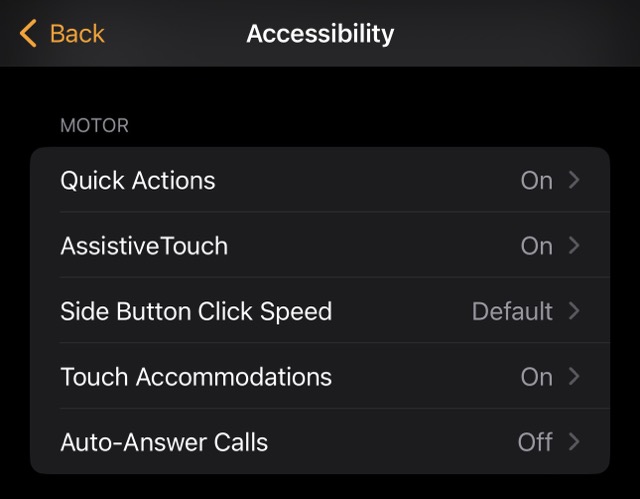 Back
Accessibility
MOTOR
Quick Actions On
AssistiveTouch On
Side Button Click Speed Default
Touch Accommodations On
Auto-Answer Calls Off